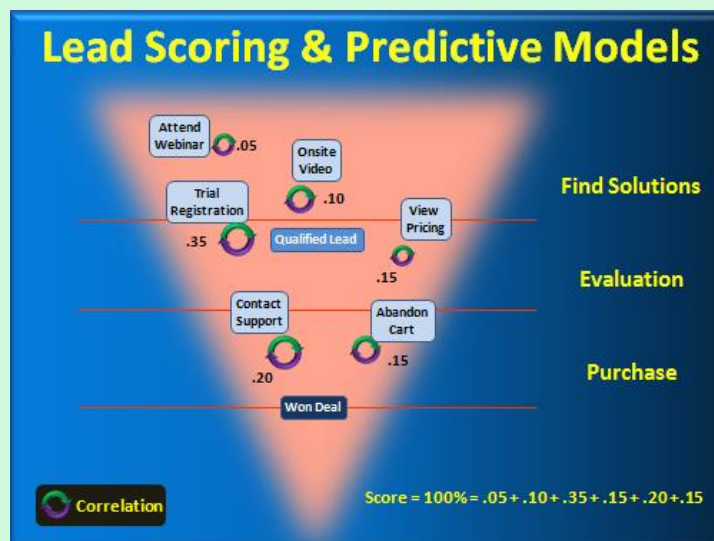 Lead Scoring & Predictive Models
Attend
Webinar
.05
Onsite
Video
.10
Find Solutions
Trial
Registration
.35
View
Pricing
Qualified Lead
.15
Evaluation
Contact
Support
.20
Abandon
Cart
.15
Purchase
Won Deal
Correlation
Score = 100% = .05 + .10 + .35 + .15 + .20 + .15